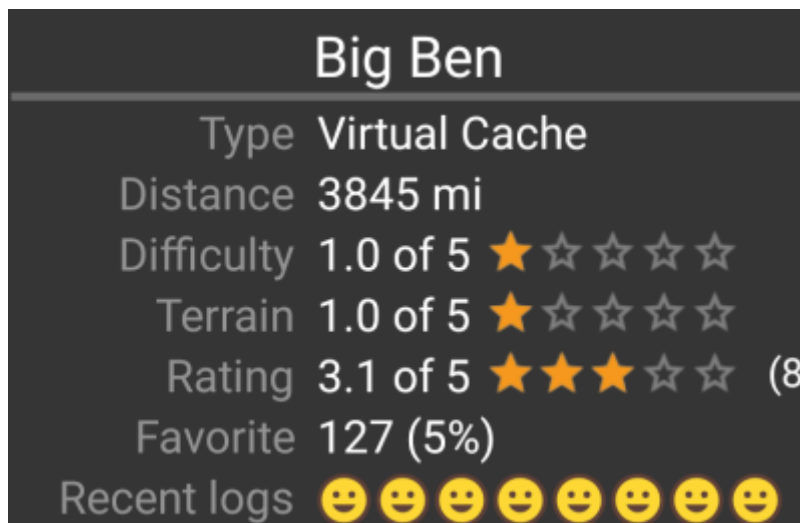 Big Ben
Type Virtual Cache
Distance 3845 mi
Difficulty 1.0 of 5
Terrain 1.0 of 5
Rating 3.1 of 5 (8
Favorite 127 (5%)
Recent logs